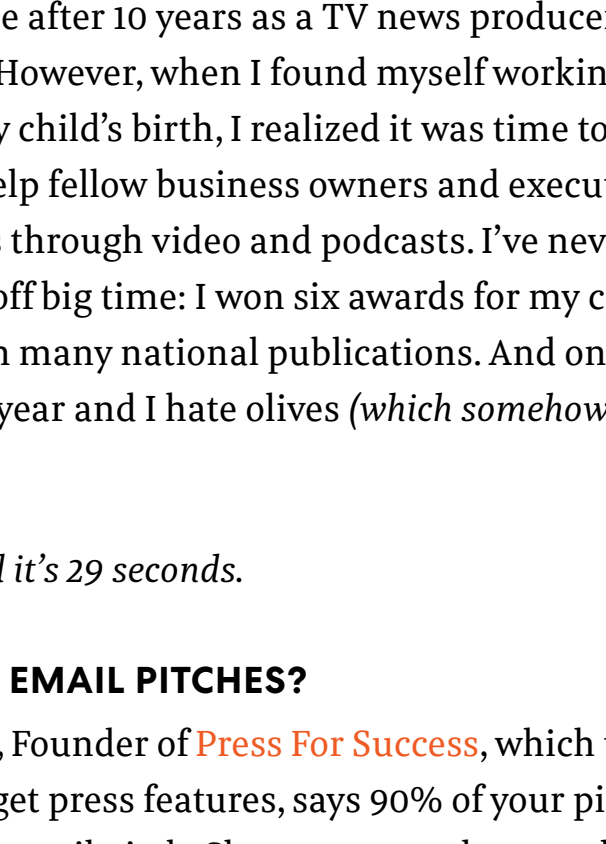 e after 10 years as a TV news producer
However, when I found myself workin
y child's birth, I realized it was time to
elp fellow business owners and execut
s through video and podcasts. I've nev
off big time: I won six awards for my c
n many national publications. And on
year and I hate olives (which somehow
d it's 29 seconds.
EMAIL PITCHES?
, Founder of Press For Success, which
get press features, says 90% of your pi